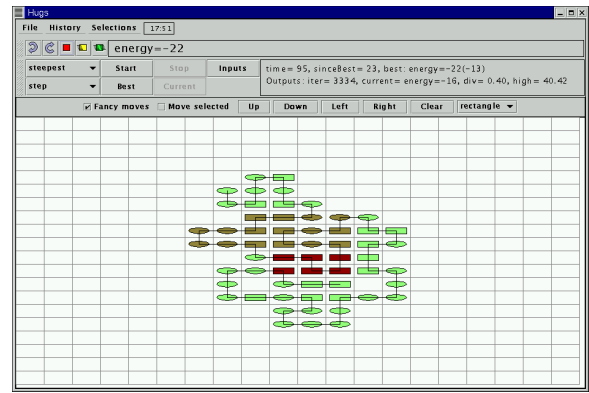 Hugs
File History Selections 17:51
energy=-22
steepest Start Stop Inputs
time= 95, sinceBest= 23, best: energy=-22(-13)
Outputs: iter= 3334, current= energy=-16, div= 0.40, high= 40.42
step Best Current
Fancy moves Move selected Up Down Left Right Clear rectangle